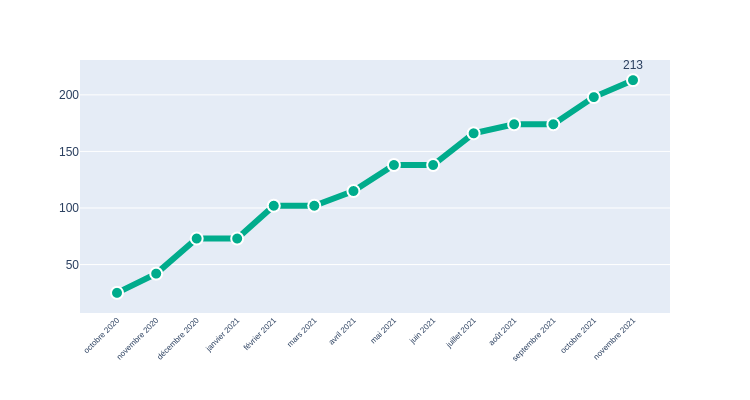 213
200
150
100
50
octobre 2020
novembre 2020
décembre 2020
janvier 2021
février 2021
mars 2021
avril 2021
mai 2021
juin 2021
juillet 2021
août 2021
septembre 2021
octobre 2021
novembre 2021